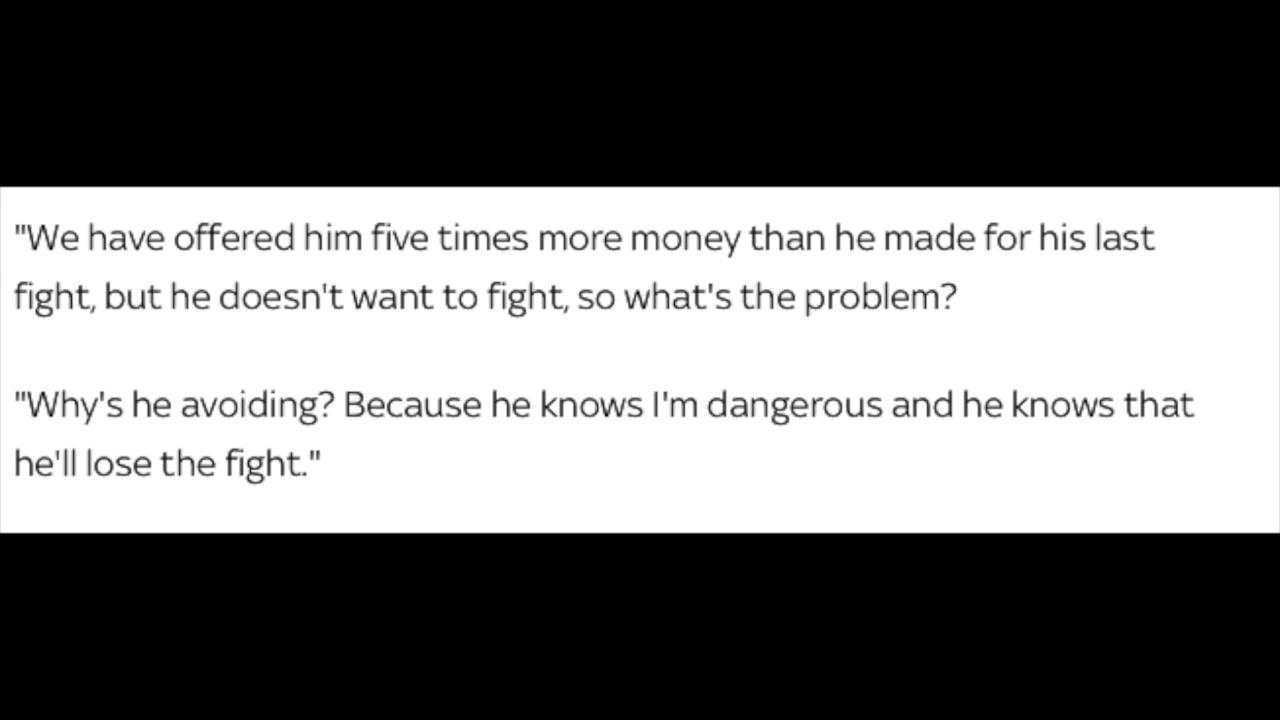 "We have offered him five times more money than he made for his last
fight, but he doesn't want to fight, so what's the problem?
"Why's he avoiding? Because he knows I'm dangerous and he knows that
he'll lose the fight."